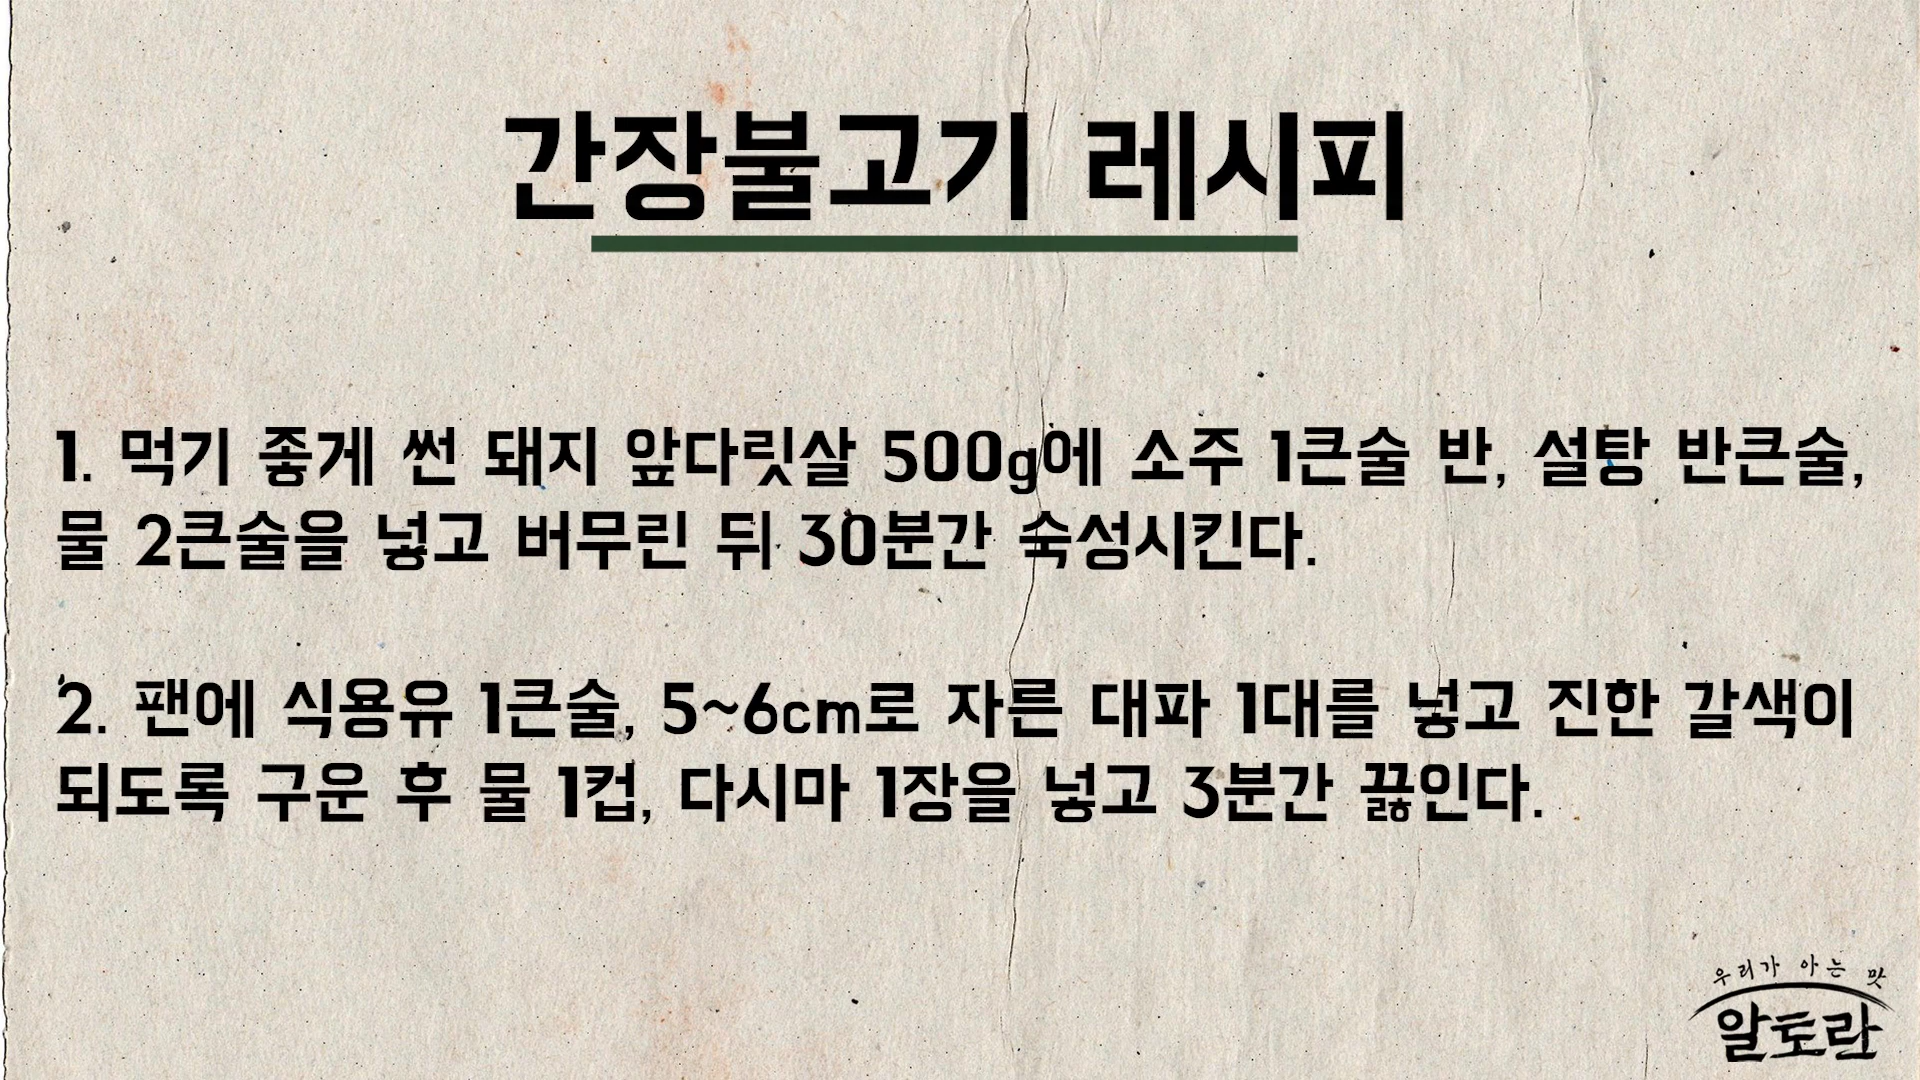 간장불고기 레시피
1. 먹기 좋게 썬 돼지 앞다릿살 500g에 소주 1큰술 반, 설탕 반큰술,
물 2큰술을 넣고 버무린 뒤 30분간 숙성시킨다.
2. 팬에 식용유 1큰술, 5~6cm로 자른 대파 1대를 넣고 진한 갈색이
되도록 구운 후 물 1컵, 다시마 1장을 넣고 3분간 끓인다.
우리가 아는 맛
알토란